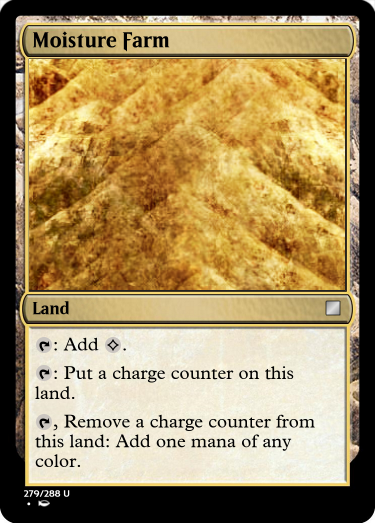 Moisture Farm
Land
: Add .
: Put a charge counter on this
land.
, Remove a charge counter from
this land: Add one mana of any
color.
279/288 U